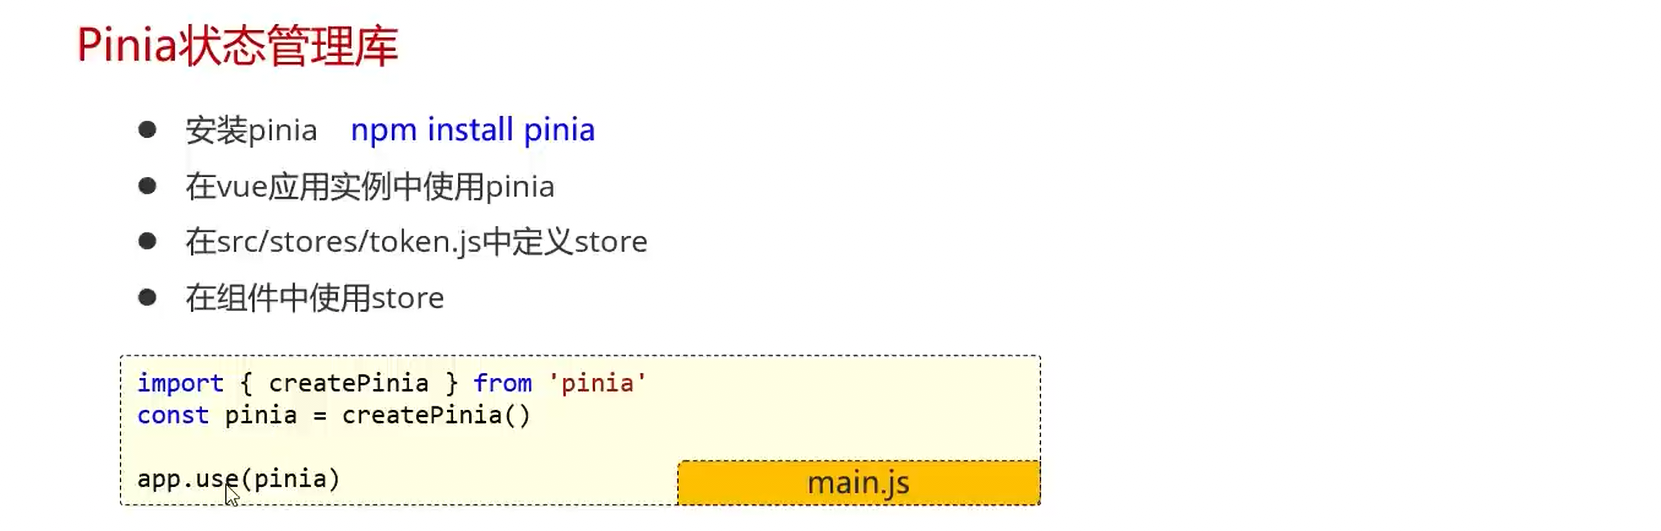 Pinia状态管理库
安装pinia npm install pinia
在vue应用实例中使用pinia
在src/stores/token.js中定义store
在组件中使用store
import { createPinia } from 'pinia'
const pinia = createPinia()
app.use(pinia)
main.js